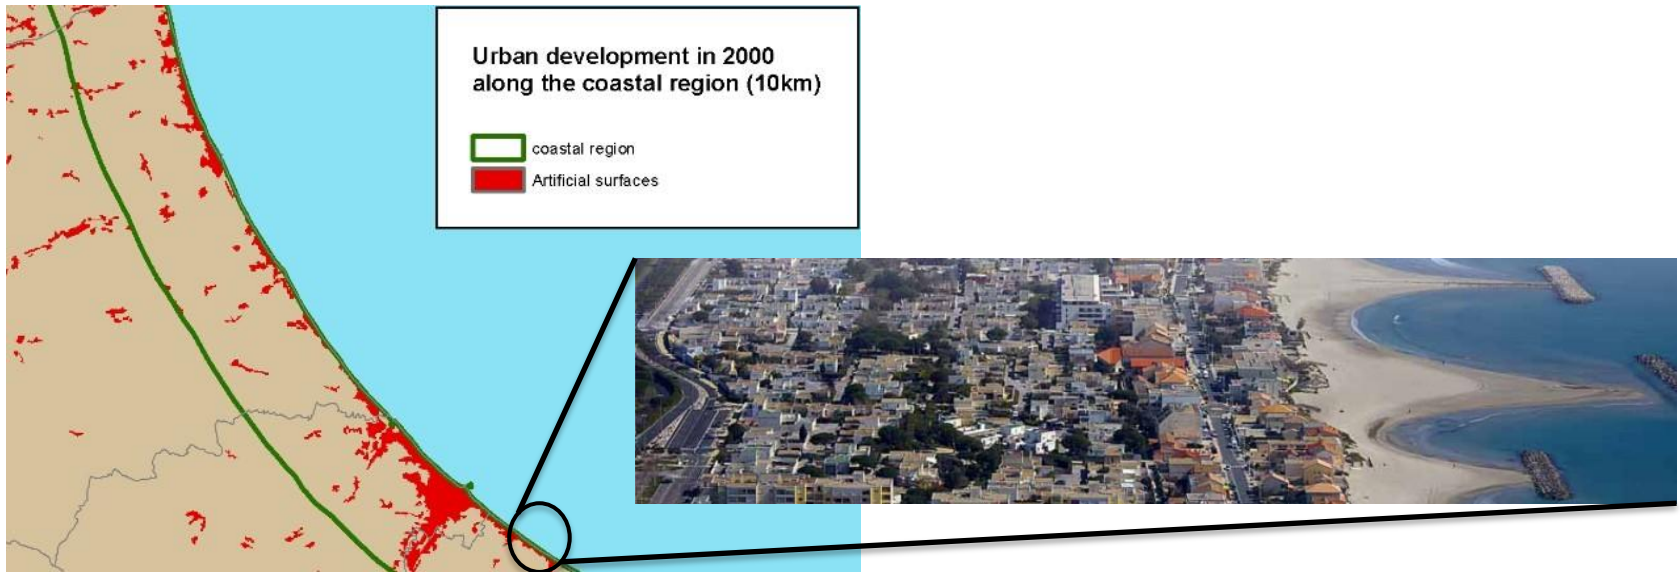 Urban development in 2000
along the coastal region (10km)
coastal region
Artificial surfaces